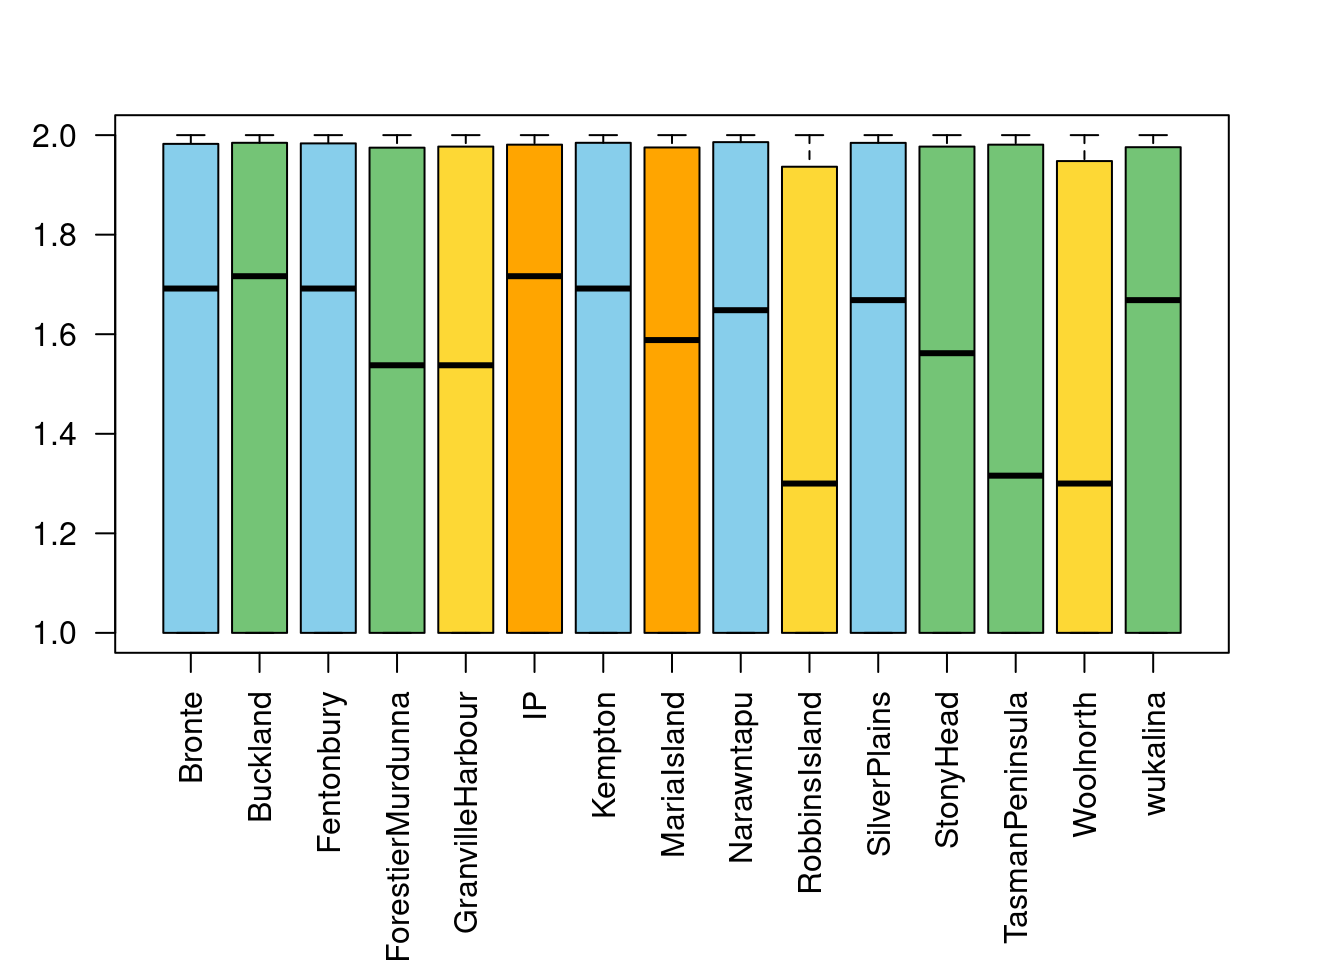 2.0
1.8
1.6
1.4
1.2
1.0
Bronte
Buckland
Fentonbury
ForestierMurdunna
GranvilleHarbour
IP
Kempton
MariaIsland
Narawntapu
RobbinsIsland
SilverPlains
StonyHead
TasmanPeninsula
Woolnorth
wukalina